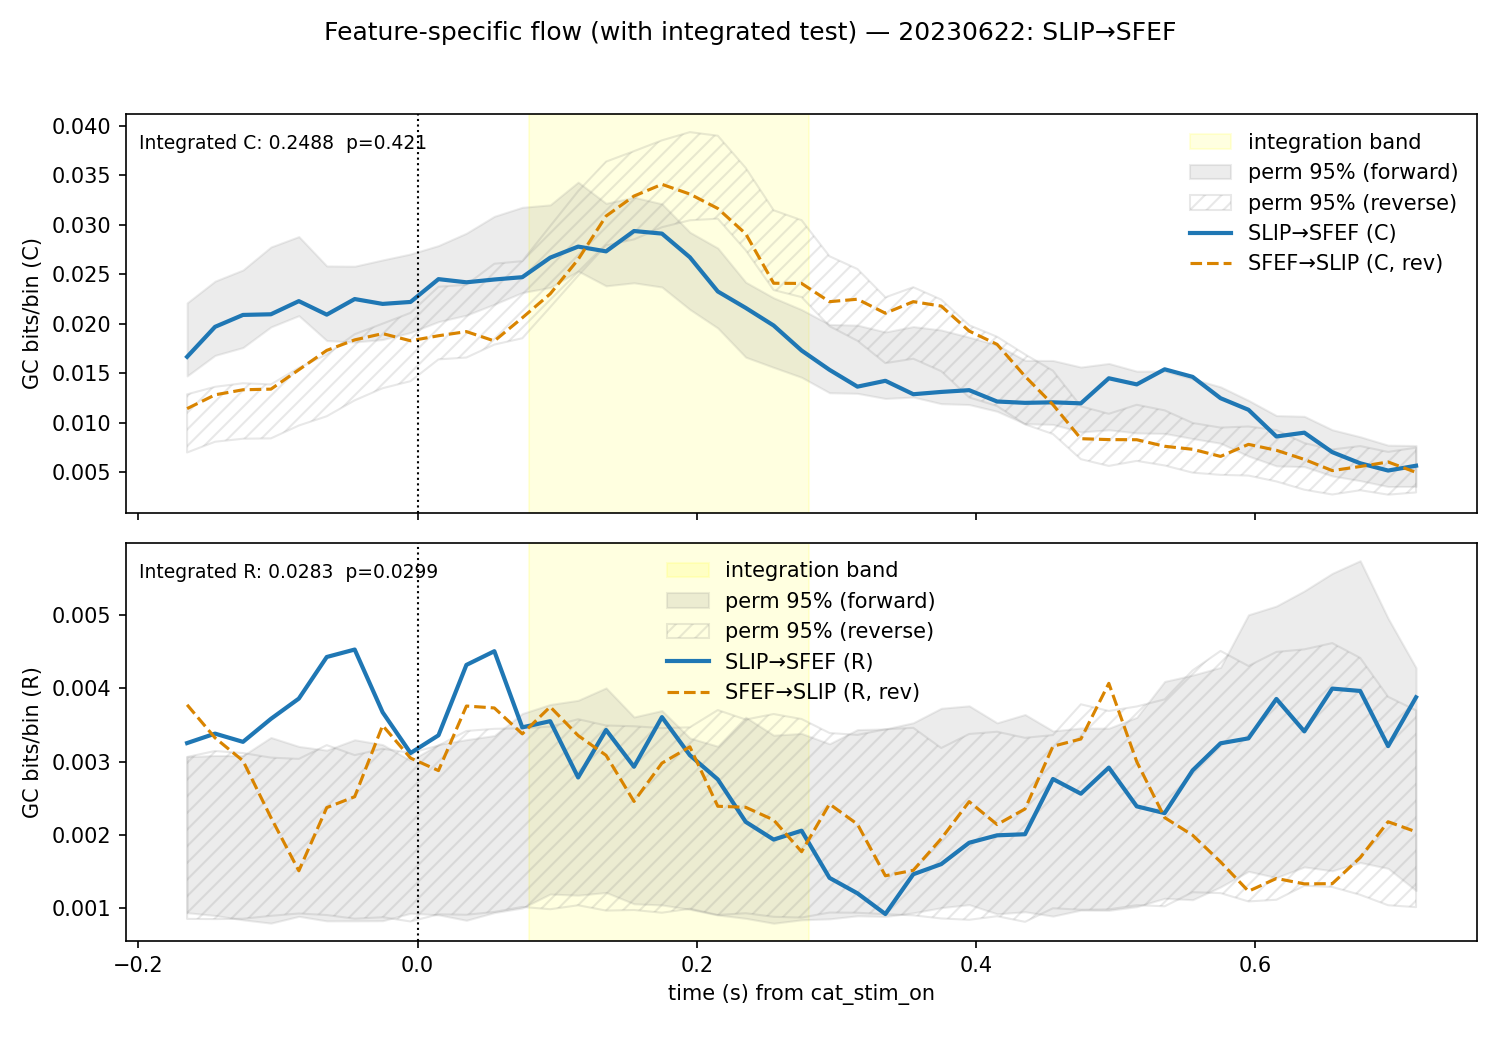 Feature-specific flow (with integrated test) — 20230622: SLIP→SFEF
Integrated C: 0.2488  p=0.421
integration band
perm 95% (forward)
perm 95% (reverse)
SLIP→SFEF (C)
SFEF→SLIP (C, rev)
GC bits/bin (C)
0.040
0.035
0.030
0.025
0.020
0.015
0.010
0.005
Integrated R: 0.0283  p=0.0299
integration band
perm 95% (forward)
perm 95% (reverse)
SLIP→SFEF (R)
SFEF→SLIP (R, rev)
GC bits/bin (R)
0.005
0.004
0.003
0.002
0.001
−0.2 0.0 0.2 0.4 0.6
time (s) from cat_stim_on